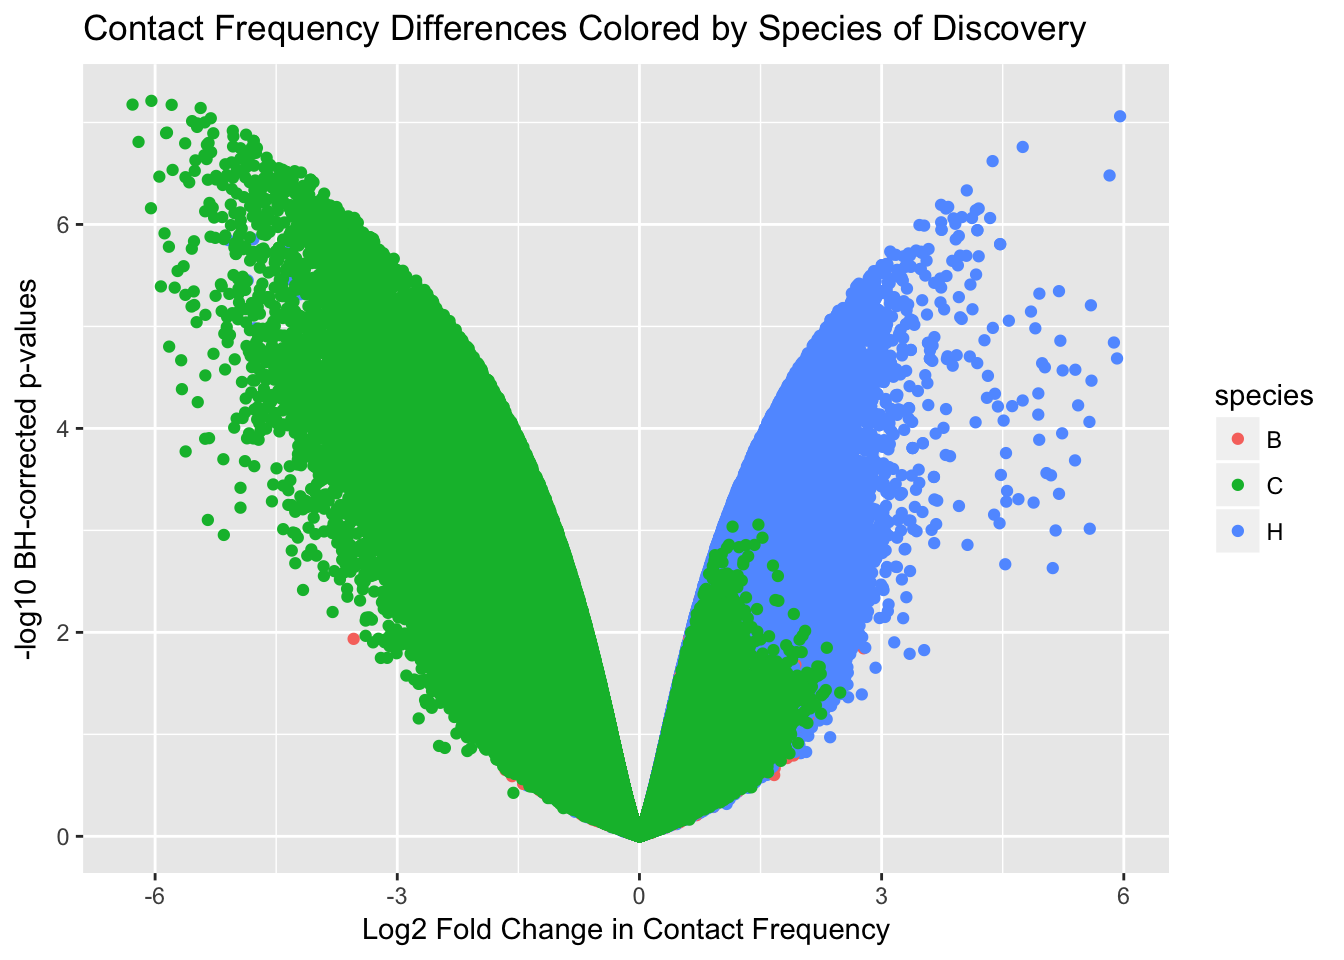 Contact Frequency Differences Colored by Species of Discovery
-log10 BH-corrected p-values
6
4
2
0
-6
-3
0
3
6
Log2 Fold Change in Contact Frequency
species
B
C
H